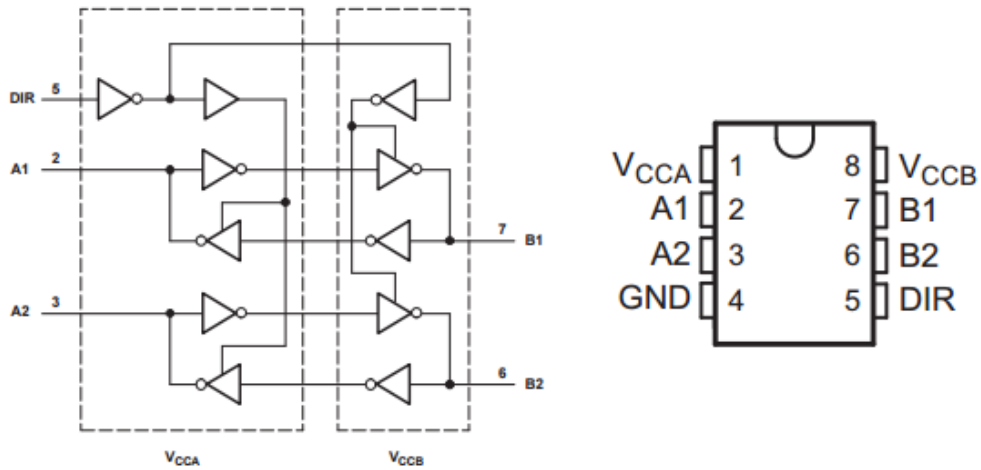 DIR 5
A1 2
7 B1
A2 3
6 B2
VCCA VCCB
VCCA 1 8 VCCB
A1 2 7 B1
A2 3 6 B2
GND 4 5 DIR